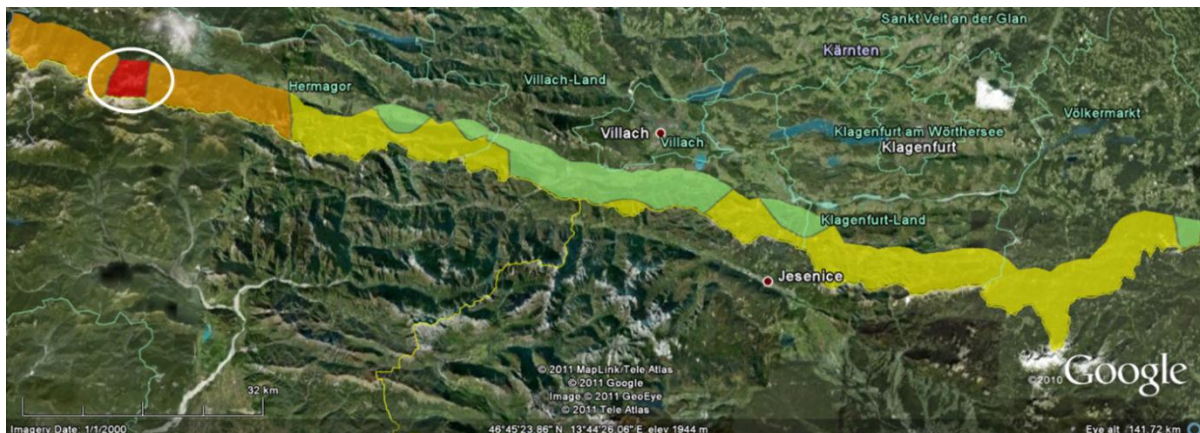 Sankt Veit an der Glan
Kärnten
Villach-Land
Hermagor
Völkermarkt
Villach
Villach
Klagenfurt am Wörthersee
Klagenfurt
Klagenfurt-Land
Jesenice
© 2011 MapLink/Tele Atlas
© 2011 Google
Image © 2011 GeoEye
© 2011 Tele Atlas
©2010 Google
32 km
Imagery Date: 1/1/2000
46°45'23.86" N 13°44'26.06" E elev 1944 m
Eye alt 141.72 km